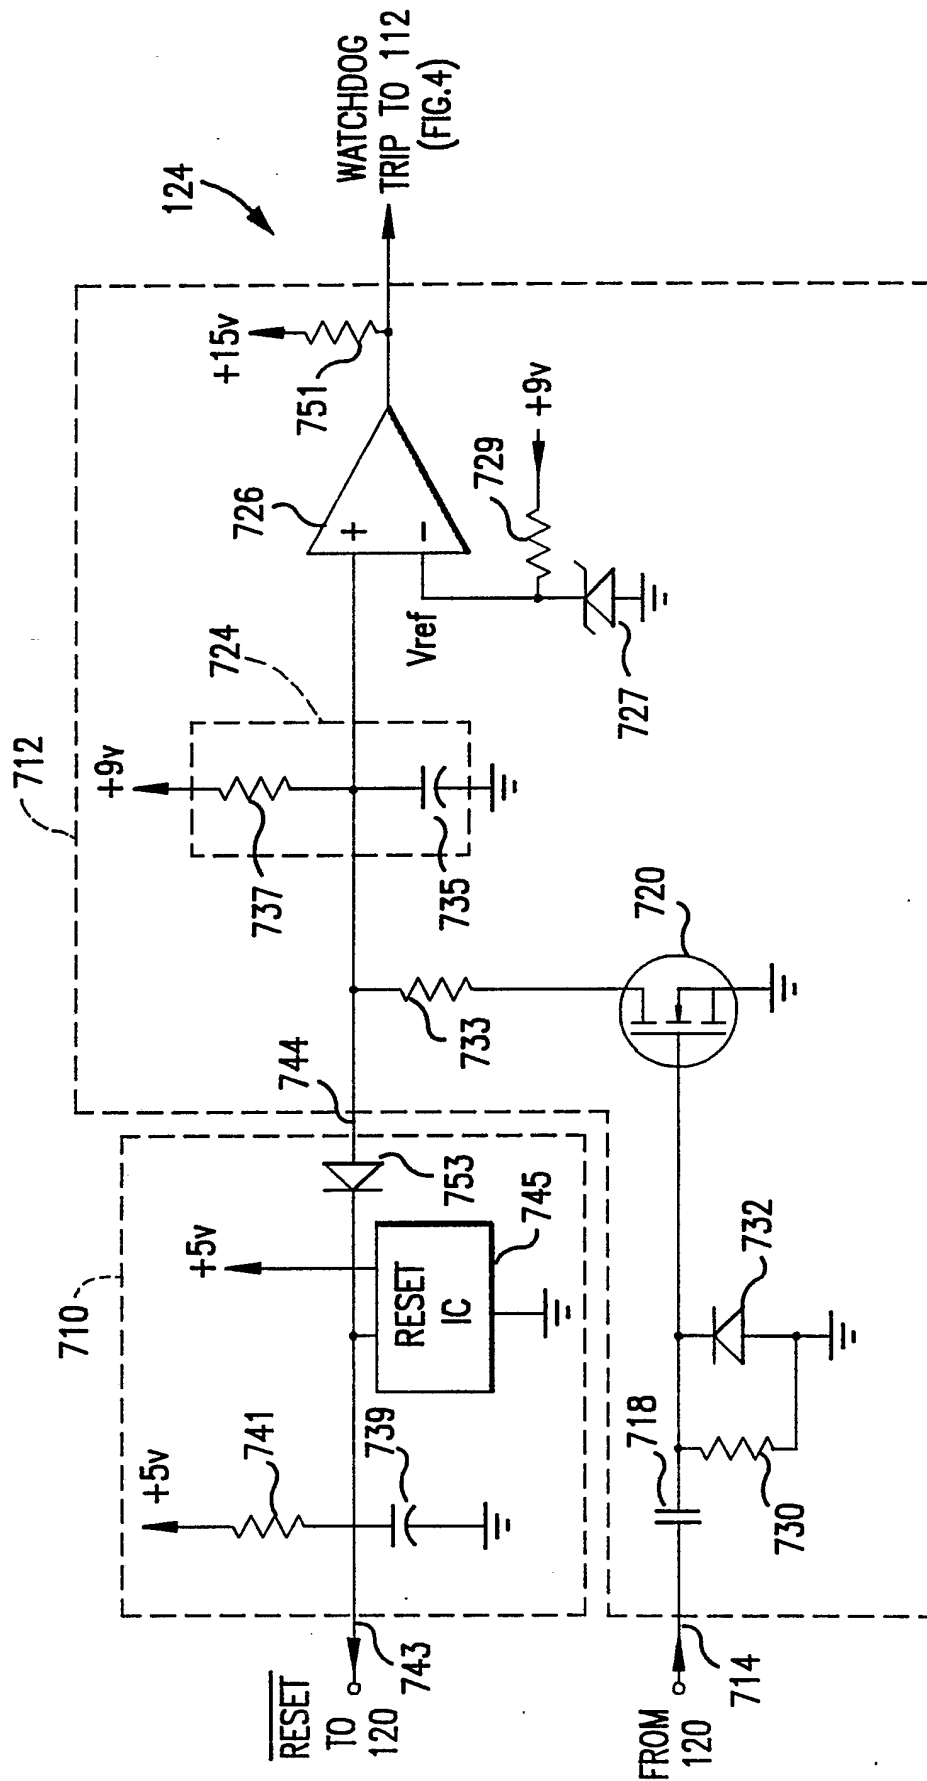 124
WATCHDOG
TRIP TO 112
(FIG.4)
712
+15v
751
726
+
−
Vref
729
+9v
727
724
+9v
737
735
744
733
720
710
+5v
753
745
RESET
IC
+5v
741
739
743
RESET
TO
120
732
718
730
714
FROM
120